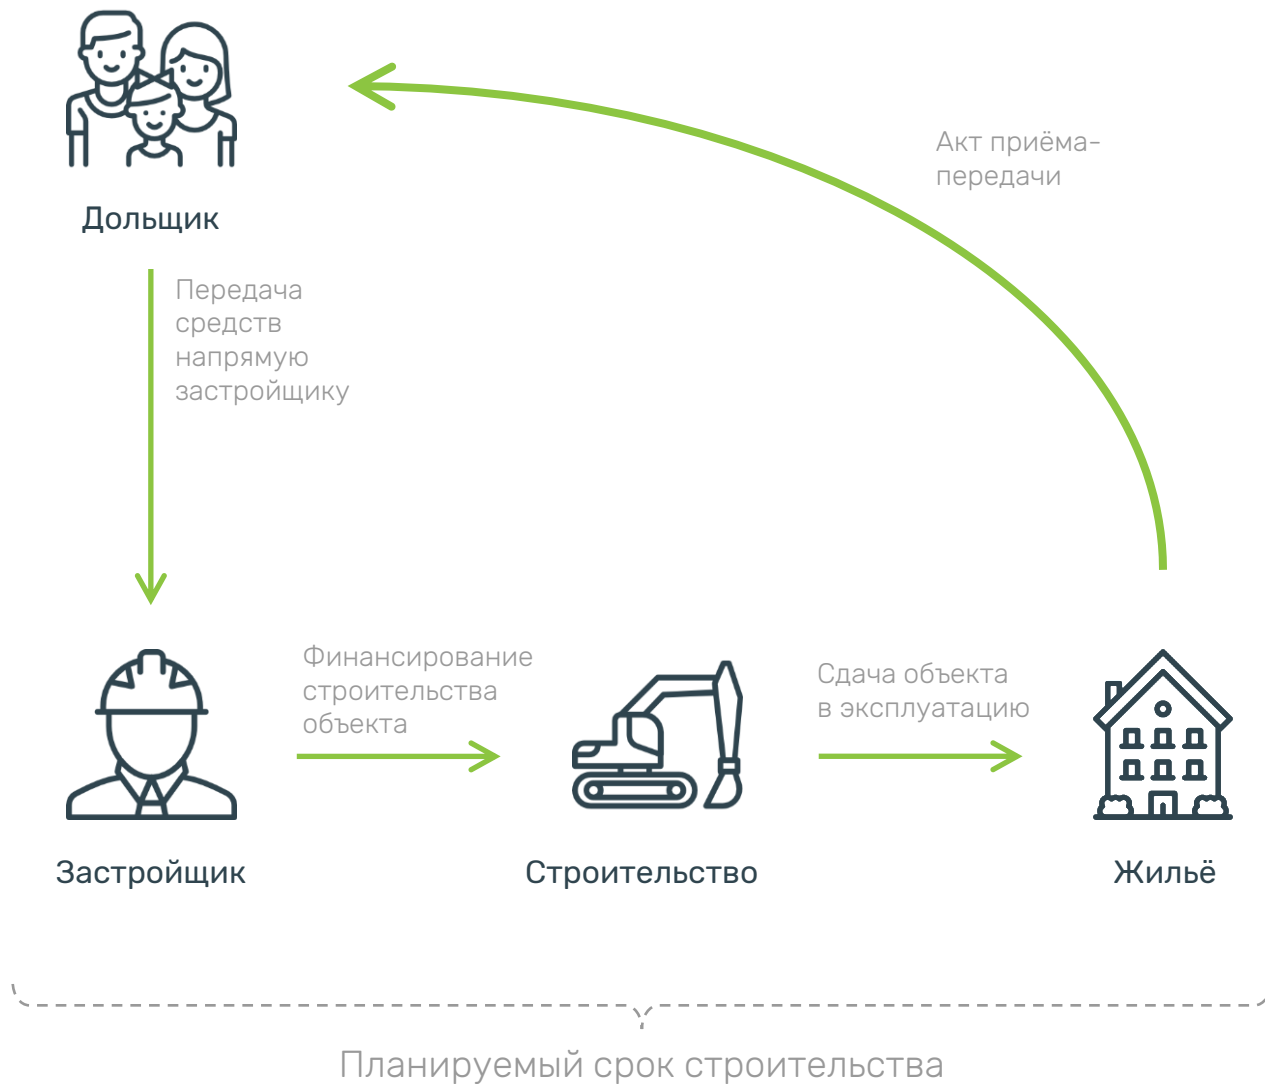 Акт приёма-
передачи
Дольщик
Передача
средств
напрямую
застройщику
Финансирование
строительства
объекта
Сдача объекта
в эксплуатацию
Застройщик
Строительство
Жильё
Планируемый срок строительства